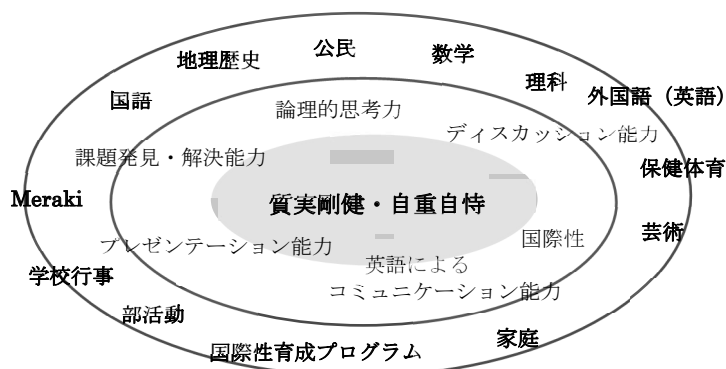 公民
地理歴史
数学
理科
国語
外国語（英語）
論理的思考力
ディスカッション能力
課題発見・解決能力
保健体育
Meraki
質実剛健・自重自恃
芸術
国際性
プレゼンテーション能力
英語による
コミュニケーション能力
学校行事
部活動
家庭
国際性育成プログラム